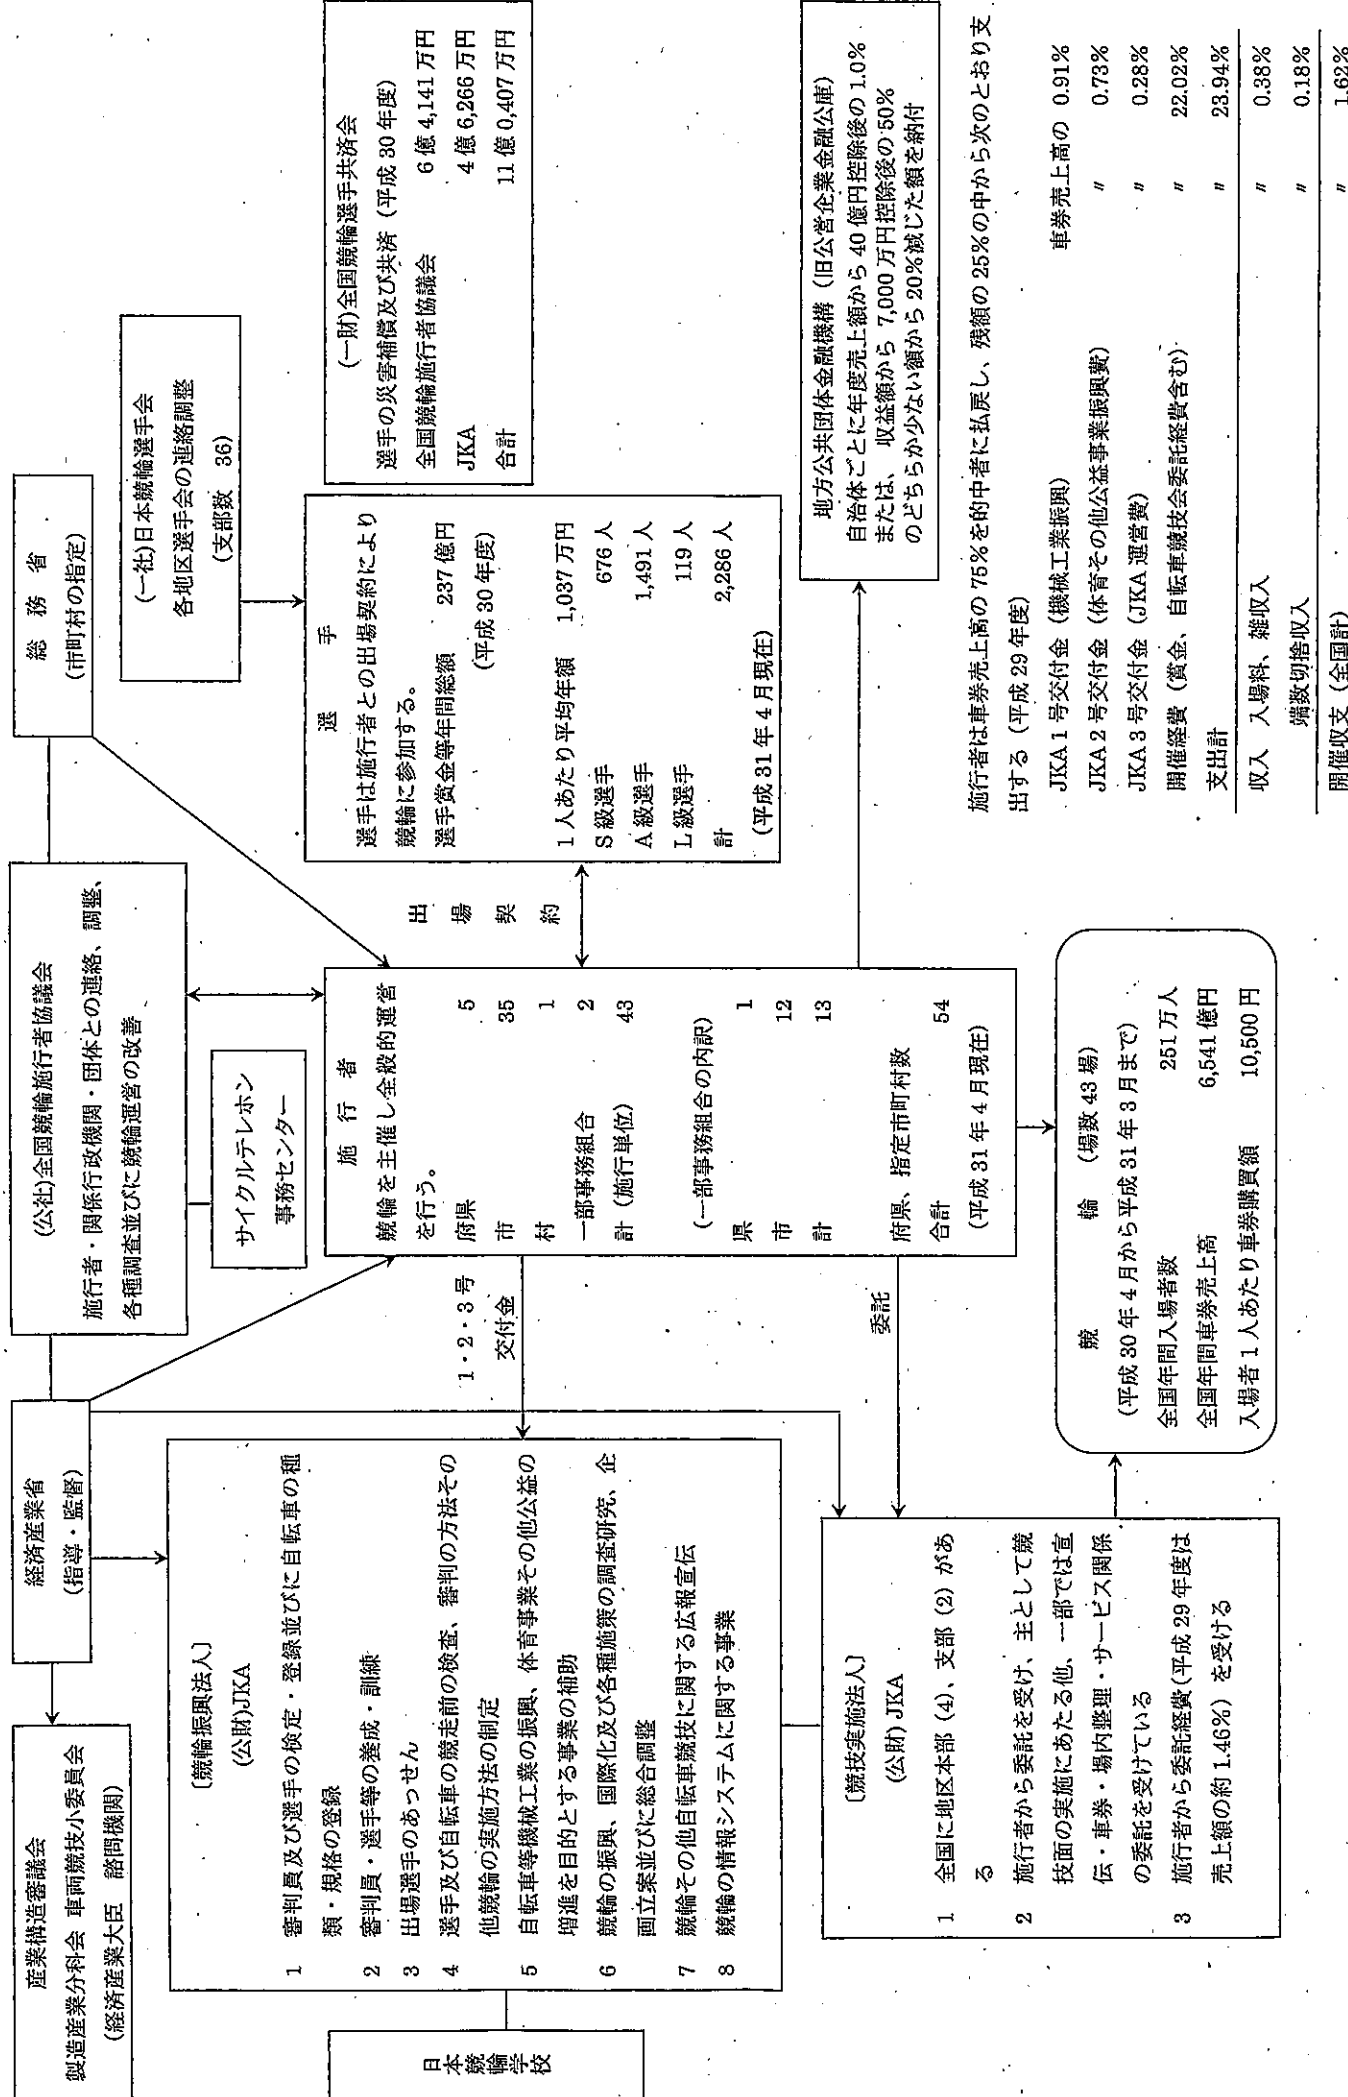 産業構造審議会
製造産業分科会 車両競技小委員会
(経済産業大臣 諮問機関)
経済産業省
(指導・監督)
(公社)全国競輪施行者協議会
施行者・関係行政機関・団体との連絡、調整、
各種調査並びに競輪運営の改善
総務省
(市町村の指定)
サイクルテレホン
事務センター
(一社)日本競輪選手会
各地区選手会の連絡調整
(支部数 36)
日本競輪学校
〔競輪振興法人〕
(公財)JKA
1 審判員及び選手の検定・登録並びに自転車の種
類・規格の登録
2 審判員・選手等の養成・訓練
3 出場選手のあっせん
4 選手及び自転車の競走前の検査、審判の方法その
他競輪の実施方法の制定
5 自転車等機械工業の振興、体育事業その他公益の
増進を目的とする事業の補助
6 競輪の振興、国際化及び各種施策の調査研究、企
画立案並びに総合調整
7 競輪その他自転車競技に関する広報宣伝
8 競輪の情報システムに関する事業
1・2・3号
交付金
施行者
競輪を主催し全般的運営
を行う。
府県 5
市 35
村 1
一部事務組合 2
計(施行単位) 43
(一部事務組合の内訳)
県 1
市 12
計 13
府県、指定市町村数
合計 54
(平成31年4月現在)
出場契約
選手
選手は施行者との出場契約により
競輪に参加する。
選手賞金等年間総額 237億円
(平成30年度)
1人あたり平均年額 1,037万円
S級選手 676人
A級選手 1,491人
L級選手 119人
計 2,286人
(平成31年4月現在)
(一財)全国競輪選手共済会
選手の災害補償及び共済(平成30年度)
全国競輪施行者協議会 6億4,141万円
JKA 4億6,266万円
合計 11億0,407万円
委託
〔競技実施法人〕
(公財) JKA
1 全国に地区本部(4)、支部(2)があ
る
2 施行者から委託を受け、主として競
技面の実施にあたる他、一部では宣
伝・車券・場内整理・サービス関係
の委託を受けている
3 施行者から委託経費(平成29年度は
売上額の約1.46%)を受ける
競輪 (場数43場)
(平成30年4月から平成31年3月まで)
全国年間入場者数 251万人
全国年間車券売上高 6,541億円
入場者1人あたり車券購買額 10,500円
地方公共団体金融機構(旧公営企業金融公庫)
自治体ごとに年度売上額から40億円控除後の1.0%
または、収益額から7,000万円控除後の50%
のどちらか少ない額から20%減じた額を納付
施行者は車券売上高の75%を的中者に払戻し、残額の25%の中から次のとおり支
出する(平成29年度)
JKA1号交付金(機械工業振興) 車券売上高の 0.91%
JKA2号交付金(体育その他公益事業振興費) 〃 0.73%
JKA3号交付金(JKA運営費) 〃 0.28%
開催経費(賞金、自転車競技会委託経費含む) 〃 22.02%
支出計 〃 23.94%
収入 入場料、雑収入 〃 0.38%
端数切捨収入 〃 0.18%
開催収支(全国計) 〃 1.62%